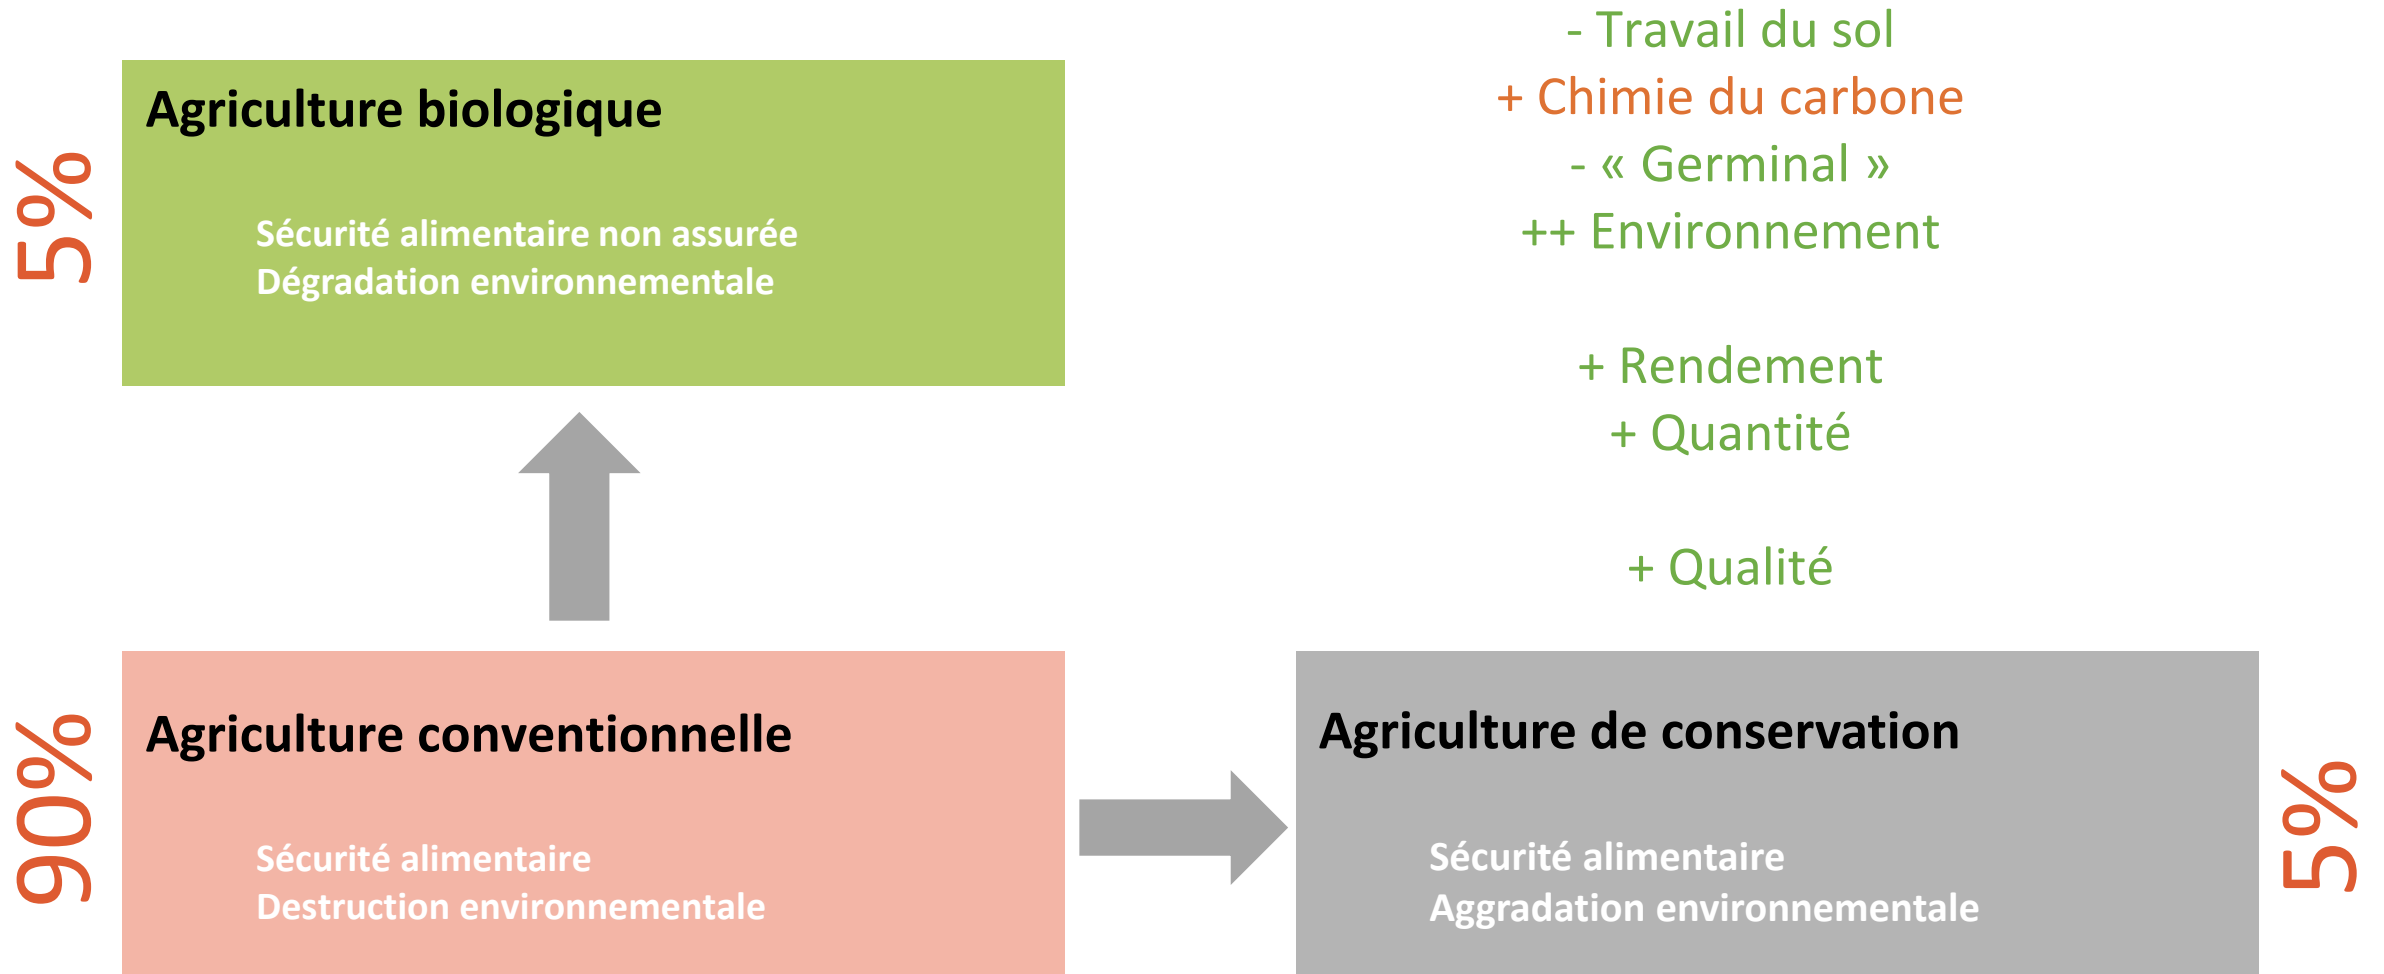 5%
Agriculture biologique
Sécurité alimentaire non assurée
Dégradation environnementale
- Travail du sol
+ Chimie du carbone
- « Germinal »
++ Environnement
+ Rendement
+ Quantité
+ Qualité
90%
Agriculture conventionnelle
Sécurité alimentaire
Destruction environnementale
Agriculture de conservation
Sécurité alimentaire
Aggradation environnementale
5%